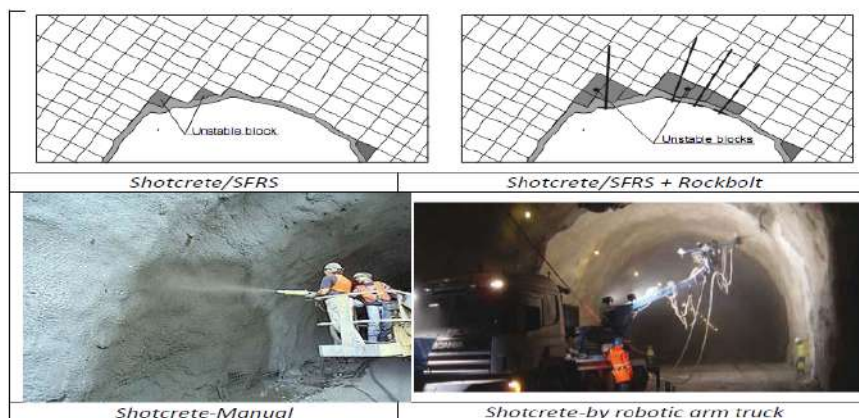 Unstable block
Unstable blocks
Shotcrete/SFRS
Shotcrete/SFRS + Rockbolt
Shotcrete-Manual
Shotcrete-by robotic arm truck